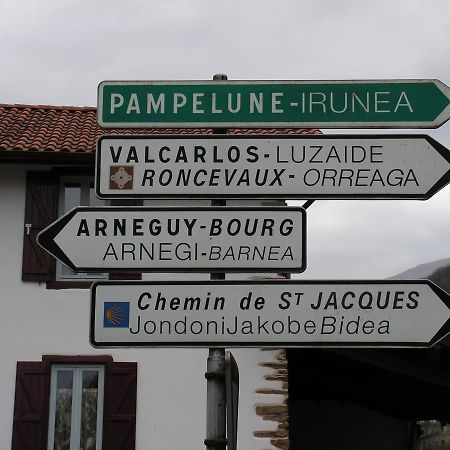 PAMPELUNE-IRUNEA
VALCARLOS-LUZAIDE
RONCEVAUX-ORREAGA
ARNEGUY-BOURG
ARNEGI-BARNEA
Chemin de ST JACQUES
JondoniJakobeBidea